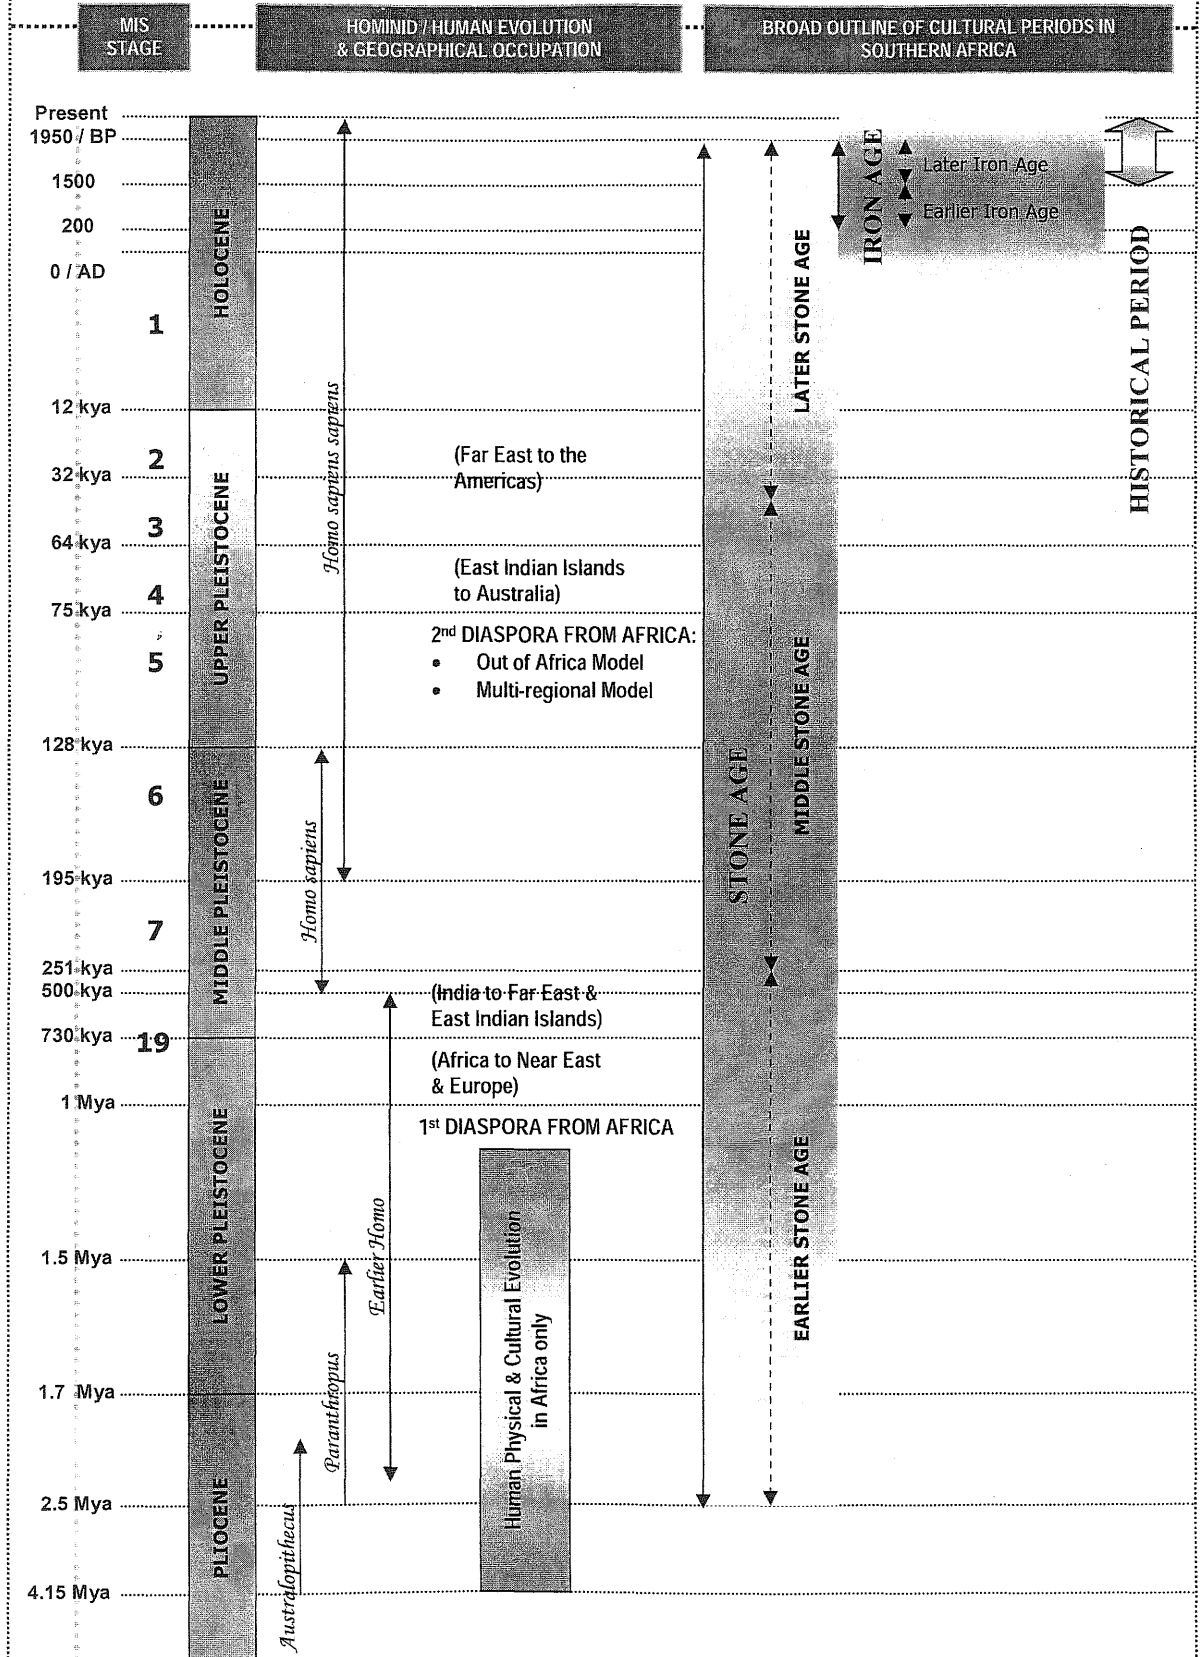 MIS
STAGE
HOMINID / HUMAN EVOLUTION
& GEOGRAPHICAL OCCUPATION
BROAD OUTLINE OF CULTURAL PERIODS IN
SOUTHERN AFRICA
Present
1950 / BP
1500
200
0 / AD
1
12 kya
2
32 kya
3
64 kya
4
75 kya
5
128 kya
6
195 kya
7
251 kya
500 kya
730 kya
19
1 Mya
1.5 Mya
1.7 Mya
2.5 Mya
4.15 Mya
HOLOCENE
UPPER PLEISTOCENE
MIDDLE PLEISTOCENE
LOWER PLEISTOCENE
PLIOCENE
Homo sapiens sapiens
Homo sapiens
Earlier Homo
Paranthropus
Australopithecus
(Far East to the
Americas)
(East Indian Islands
to Australia)
2nd DIASPORA FROM AFRICA:
• Out of Africa Model
• Multi-regional Model
(India to Far East &
East Indian Islands)
(Africa to Near East
& Europe)
1st DIASPORA FROM AFRICA
Human Physical & Cultural Evolution
in Africa only
STONE AGE
LATER STONE AGE
MIDDLE STONE AGE
EARLIER STONE AGE
IRON AGE
Later Iron Age
Earlier Iron Age
HISTORICAL PERIOD